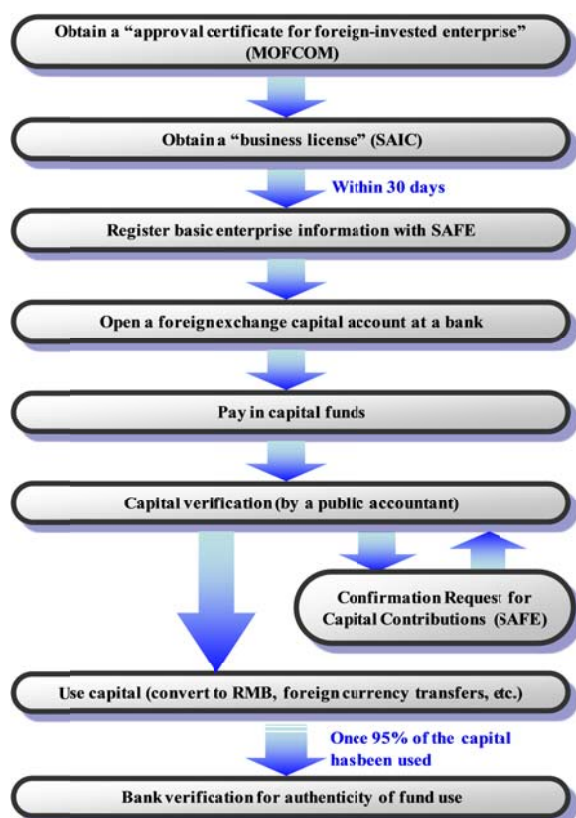 Obtain a “approval certificate for foreign-invested enterprise”
(MOFCOM)
Obtain a “business license” (SAIC)
Within 30 days
Register basic enterprise information with SAFE
Open a foreignexchange capital account at a bank
Pay in capital funds
Capital verification (by a public accountant)
Confirmation Request for
Capital Contributions (SAFE)
Use capital (convert to RMB, foreign currency transfers, etc.)
Once 95% of the capital
hasbeen used
Bank verification for authenticity of fund use